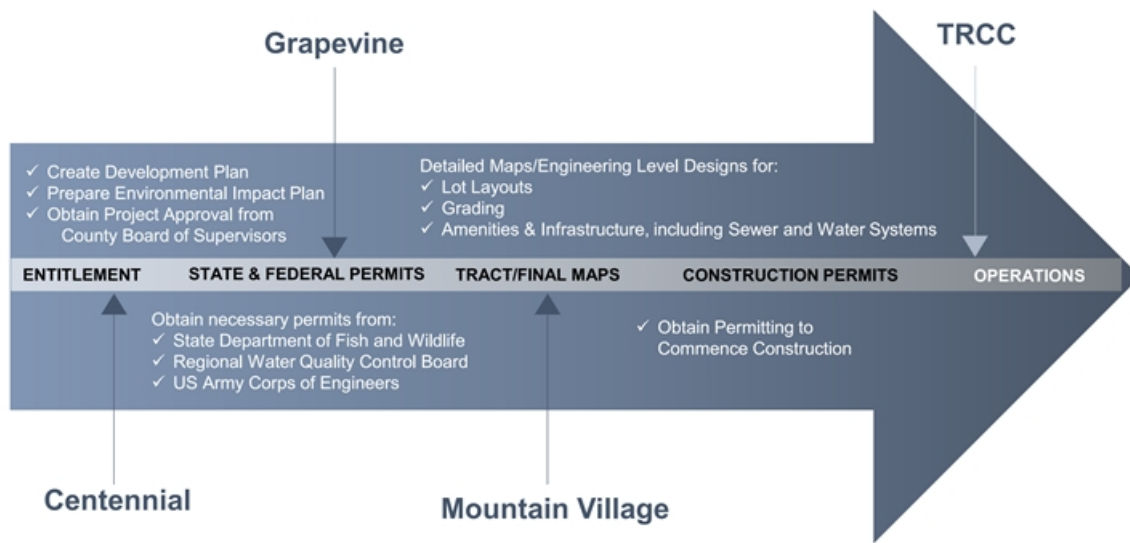 Grapevine
TRCC
✓ Create Development Plan
✓ Prepare Environmental Impact Plan
✓ Obtain Project Approval from
County Board of Supervisors
Detailed Maps/Engineering Level Designs for:
✓ Lot Layouts
✓ Grading
✓ Amenities & Infrastructure, including Sewer and Water Systems
ENTITLEMENT
STATE & FEDERAL PERMITS
TRACT/FINAL MAPS
CONSTRUCTION PERMITS
OPERATIONS
Obtain necessary permits from:
✓ State Department of Fish and Wildlife
✓ Regional Water Quality Control Board
✓ US Army Corps of Engineers
✓ Obtain Permitting to
Commence Construction
Centennial
Mountain Village